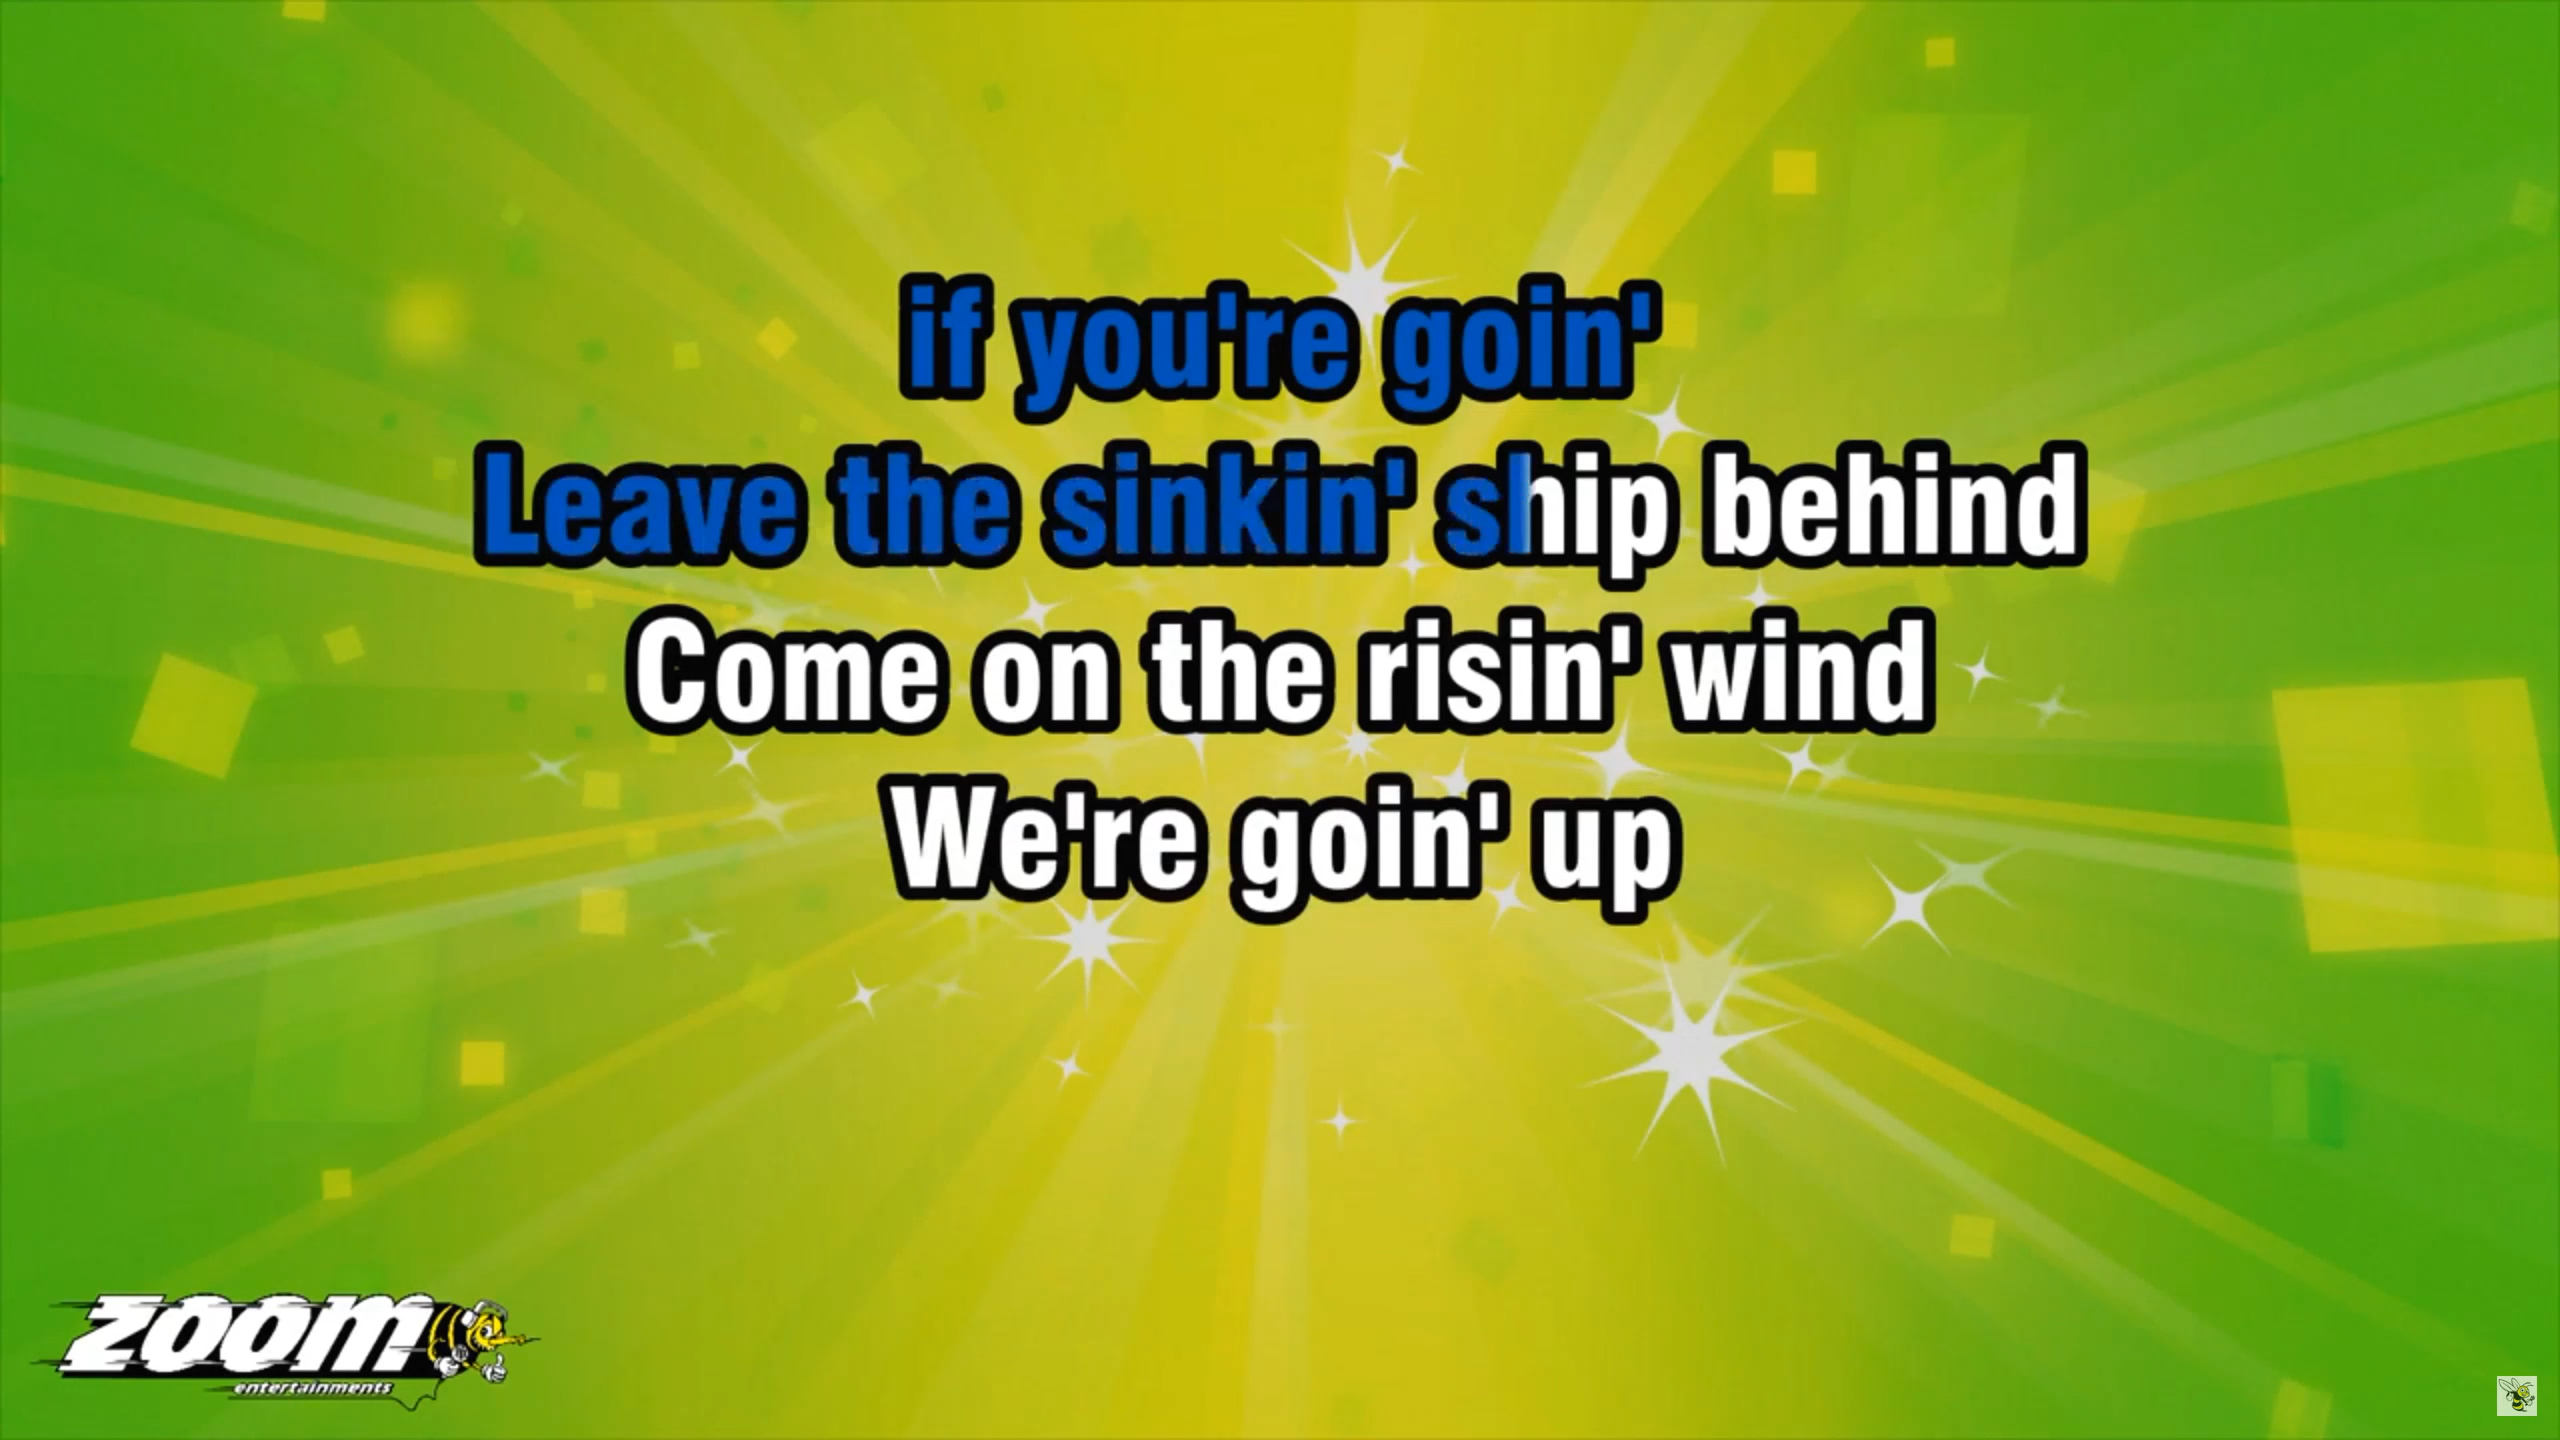 if you're goin'
Leave the sinkin' ship behind
Come on the risin' wind
We're goin' up
zoom
entertainments